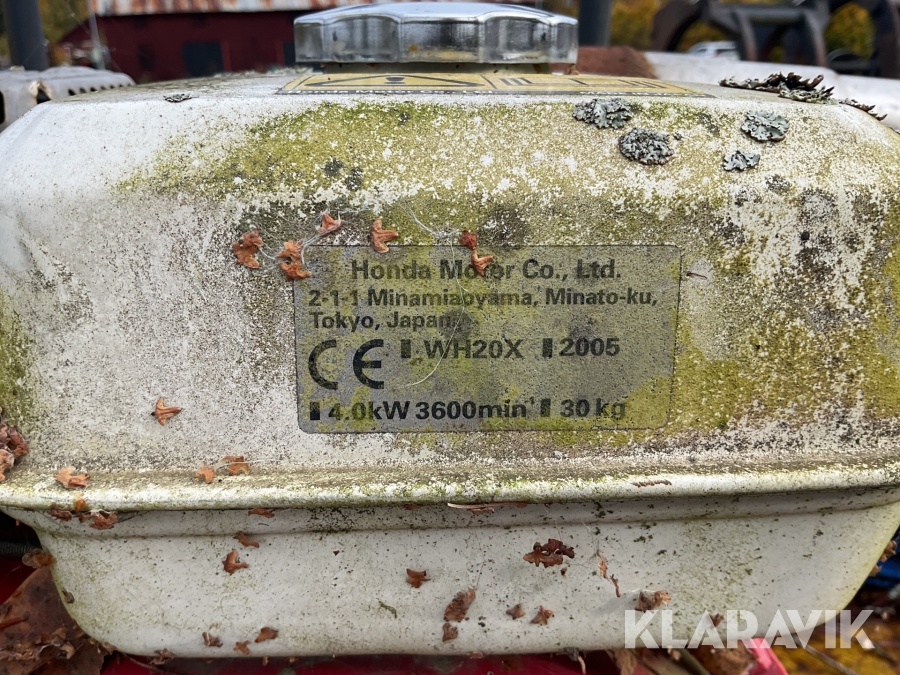 Honda Motor Co., Ltd.
2-1-1 Minamiaoyama, Minato-ku,
Tokyo, Japan
CE WH20X 2005
4.0kW 3600min⁻¹ 30 kg
KLARAVIK